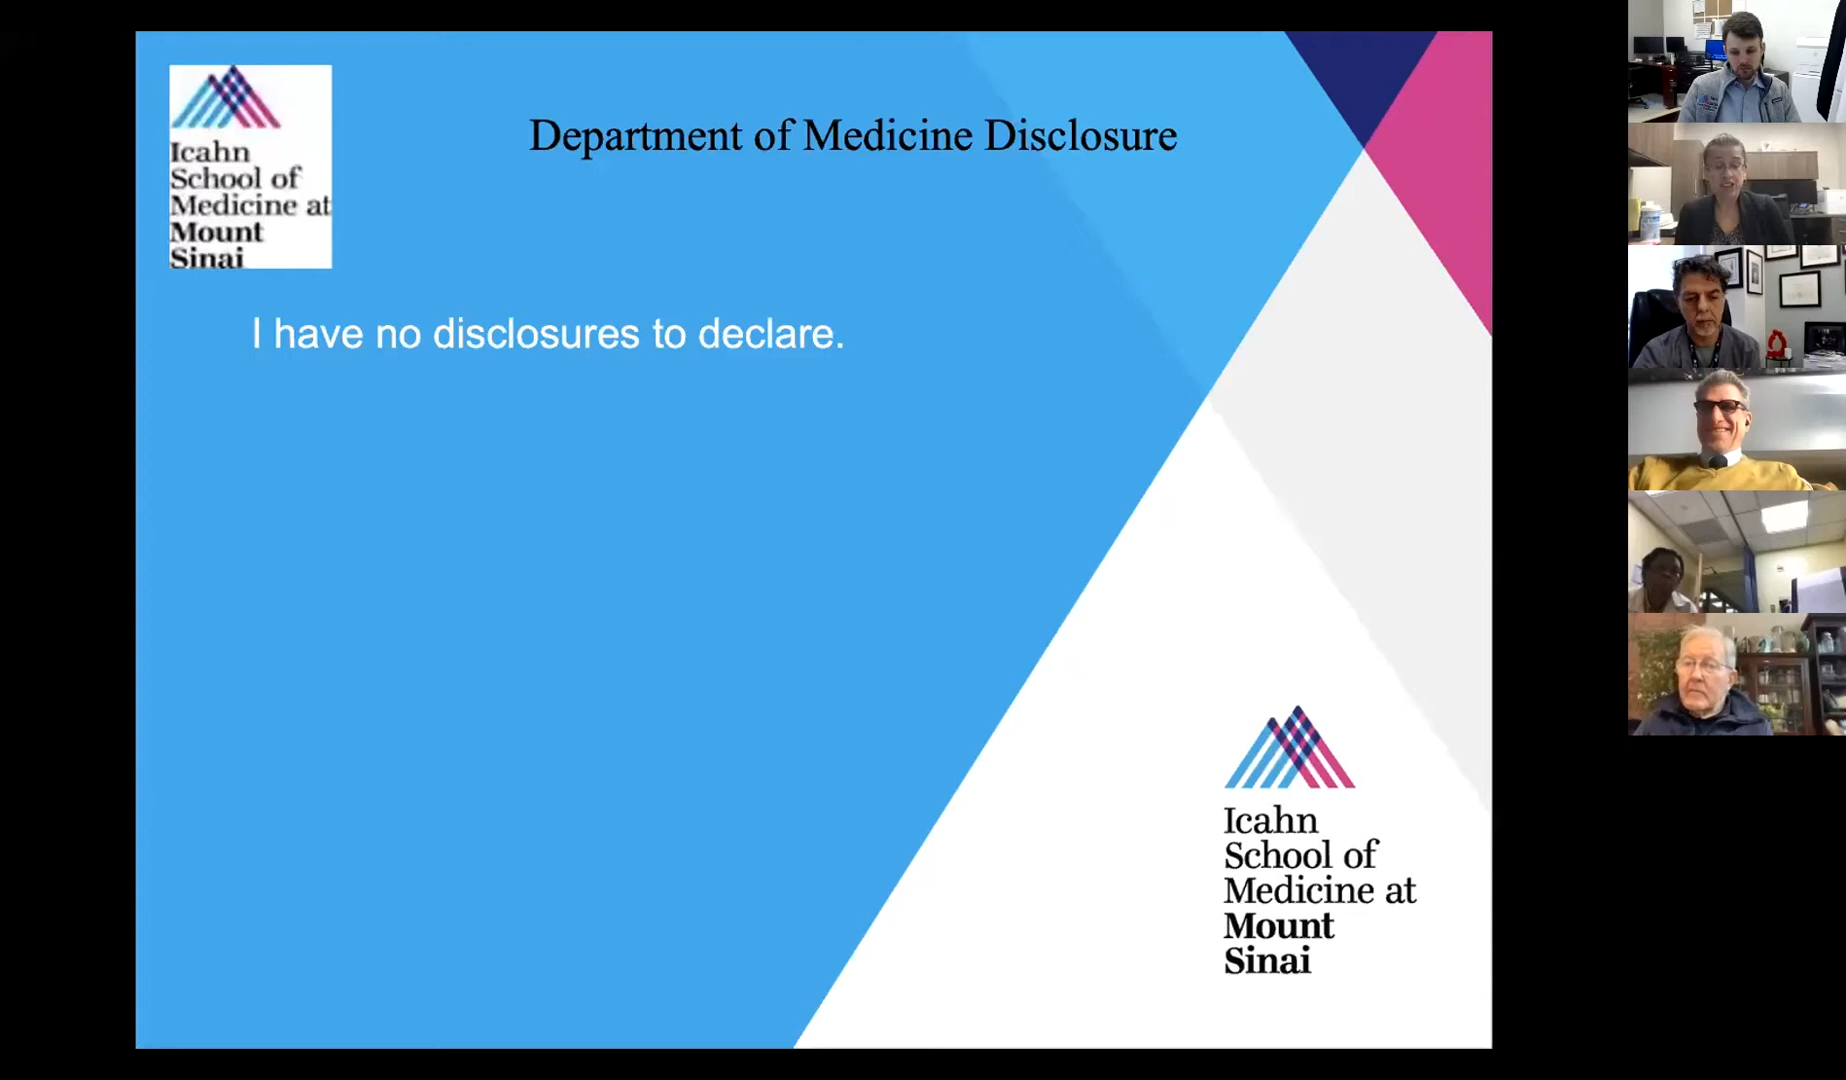 Icahn
School of
Medicine at
Mount
Sinai
Department of Medicine Disclosure
I have no disclosures to declare.
Icahn
School of
Medicine at
Mount
Sinai